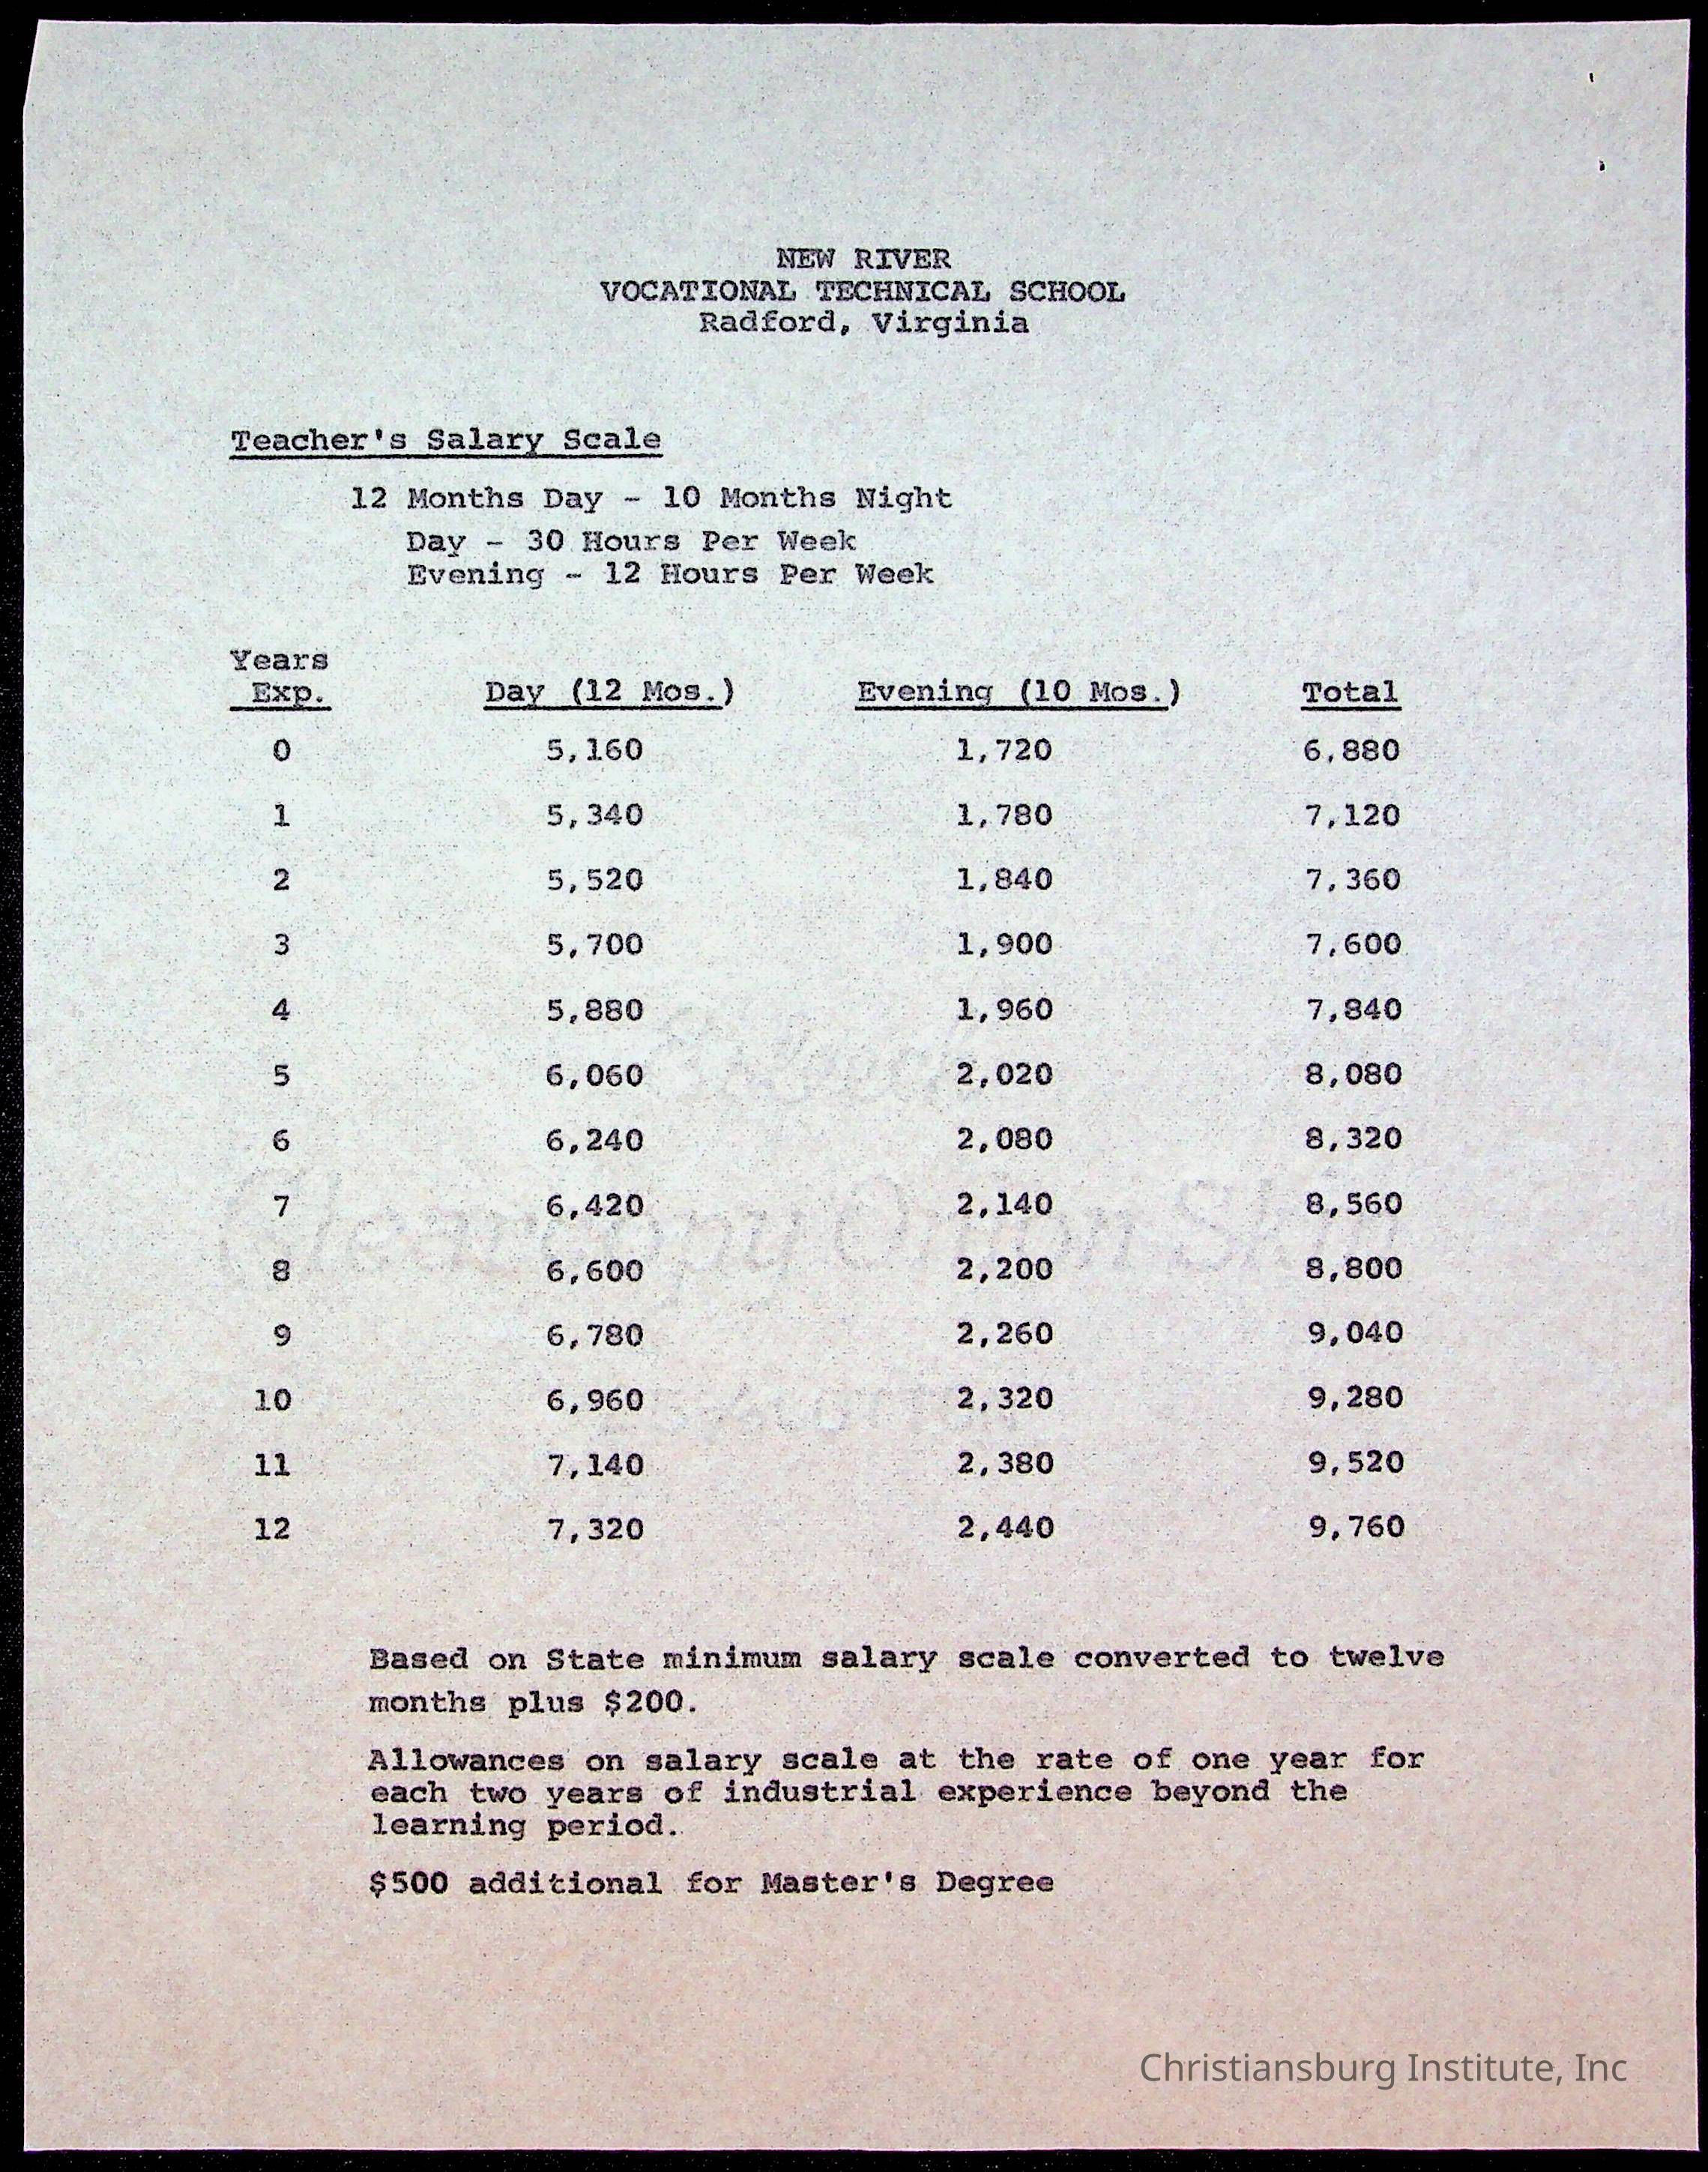 NEW RIVER
VOCATIONAL TECHNICAL SCHOOL
Radford, Virginia
Teacher's Salary Scale
12 Months Day - 10 Months Night
Day - 30 Hours Per Week
Evening - 12 Hours Per Week
Years
Exp. Day (12 Mos.) Evening (10 Mos.) Total
0 5,160 1,720 6,880
1 5,340 1,780 7,120
2 5,520 1,840 7,360
3 5,700 1,900 7,600
4 5,880 1,960 7,840
5 6,060 2,020 8,080
6 6,240 2,080 8,320
7 6,420 2,140 8,560
8 6,600 2,200 8,800
9 6,780 2,260 9,040
10 6,960 2,320 9,280
11 7,140 2,380 9,520
12 7,320 2,440 9,760
Based on State minimum salary scale converted to twelve
months plus $200.
Allowances on salary scale at the rate of one year for
each two years of industrial experience beyond the
learning period.
$500 additional for Master's Degree
Christiansburg Institute, Inc